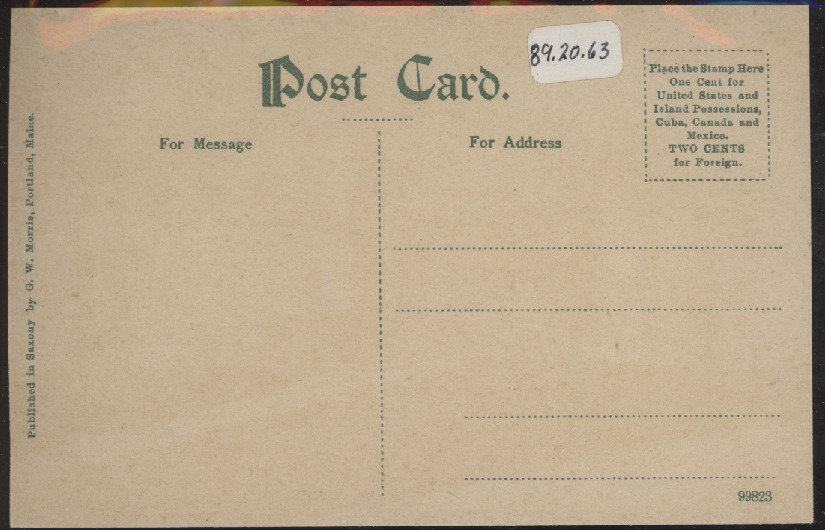 89.20.63
Post Card.
Place the Stamp Here
One Cent for
United States and
Island Possessions,
Cuba, Canada and
Mexico.
TWO CENTS
for Foreign.
For Message
For Address
Published in Saxony by G. W. Morris, Portland, Maine.
99823